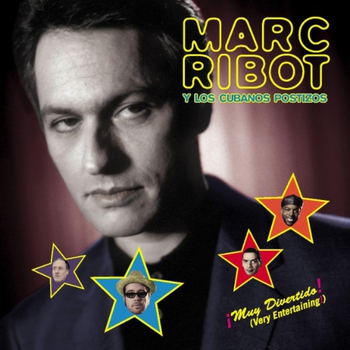 MARC
RIBOT
Y LOS CUBANOS POSTIZOS
¡Muy Divertido!
(Very Entertaining!)